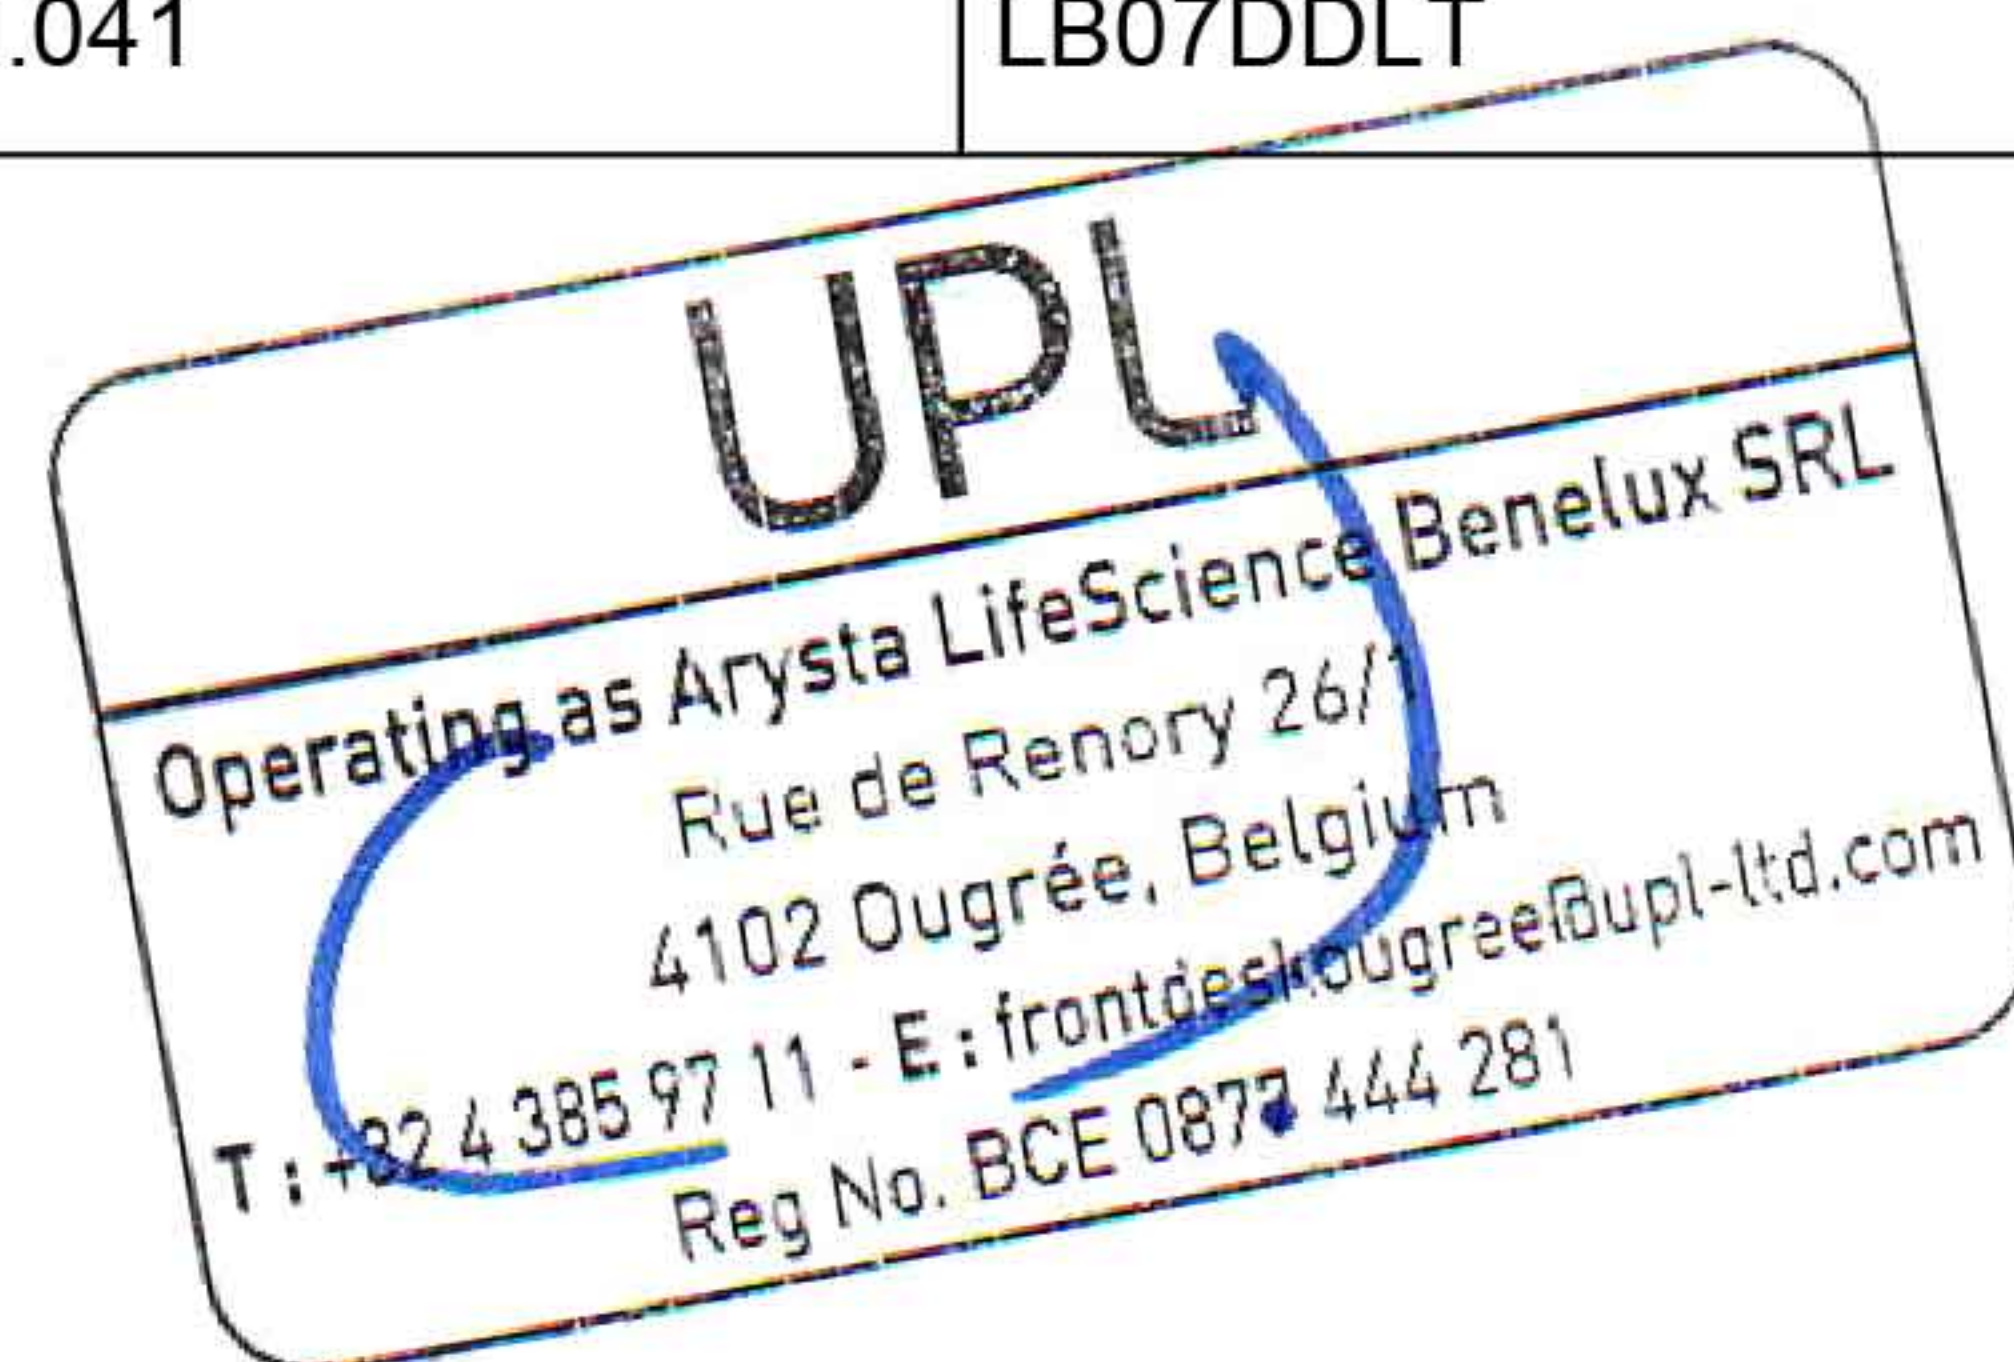 .041 LB07DDLT
UPL
Operating as Arysta LifeScience Benelux SRL
Rue de Renory 26/1
4102 Ougrée, Belgium
T : +32 4 385 97 11 - E : frontdeskougree@upl-ltd.com
Reg No. BCE 0877 444 281